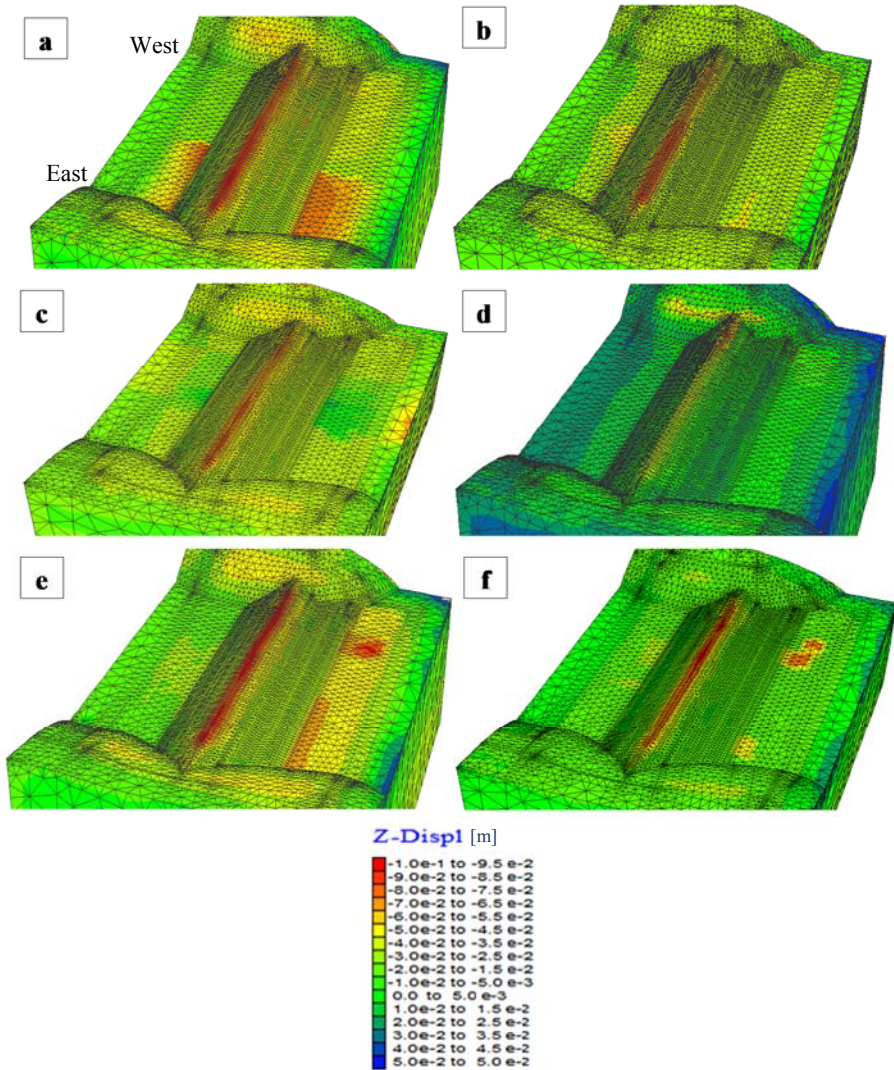 a
West
East
b
c
d
e
f
Z-Displ [m]
-1.0e-1 to -9.5 e-2
-9.0e-2 to -8.5 e-2
-8.0e-2 to -7.5 e-2
-7.0e-2 to -6.5 e-2
-6.0e-2 to -5.5 e-2
-5.0e-2 to -4.5 e-2
-4.0e-2 to -3.5 e-2
-3.0e-2 to -2.5 e-2
-2.0e-2 to -1.5 e-2
-1.0e-2 to -5.0 e-3
0.0 to 5.0 e-3
1.0e-2 to 1.5 e-2
2.0e-2 to 2.5 e-2
3.0e-2 to 3.5 e-2
4.0e-2 to 4.5 e-2
5.0e-2 to 5.0 e-2